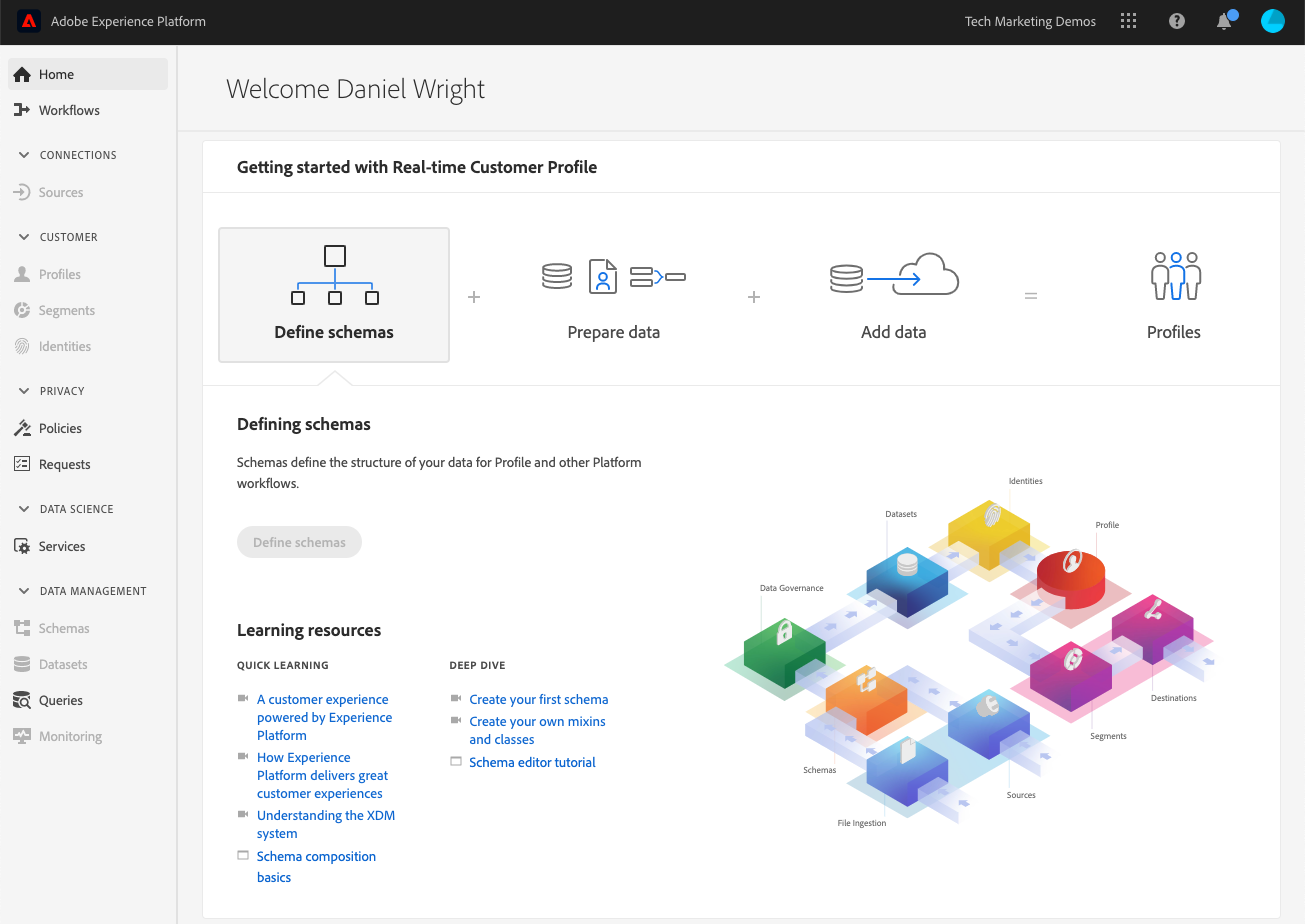 Adobe Experience Platform
Tech Marketing Demos
Home
Workflows
CONNECTIONS
Sources
CUSTOMER
Profiles
Segments
Identities
PRIVACY
Policies
Requests
DATA SCIENCE
Services
DATA MANAGEMENT
Schemas
Datasets
Queries
Monitoring
Welcome Daniel Wright
Getting started with Real-time Customer Profile
Define schemas
+
Prepare data
+
Add data
=
Profiles
Defining schemas
Schemas define the structure of your data for Profile and other Platform
workflows.
Define schemas
Learning resources
QUICK LEARNING
A customer experience
powered by Experience
Platform
How Experience
Platform delivers great
customer experiences
Understanding the XDM
system
Schema composition
basics
DEEP DIVE
Create your first schema
Create your own mixins
and classes
Schema editor tutorial
Identities
Datasets
Profile
Data Governance
Destinations
Segments
Schemas
Sources
File Ingestion